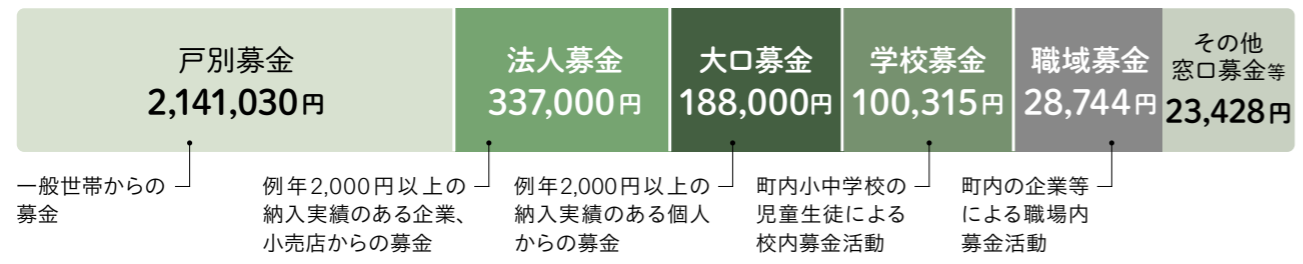 戸別募金
2,141,030円
法人募金
337,000円
大口募金
188,000円
学校募金
100,315円
職域募金
28,744円
その他
窓口募金等
23,428円
一般世帯からの
募金
例年2,000円以上の
納入実績のある企業、
小売店からの募金
例年2,000円以上の
納入実績のある個人
からの募金
町内小中学校の
児童生徒による
校内募金活動
町内の企業等
による職場内
募金活動